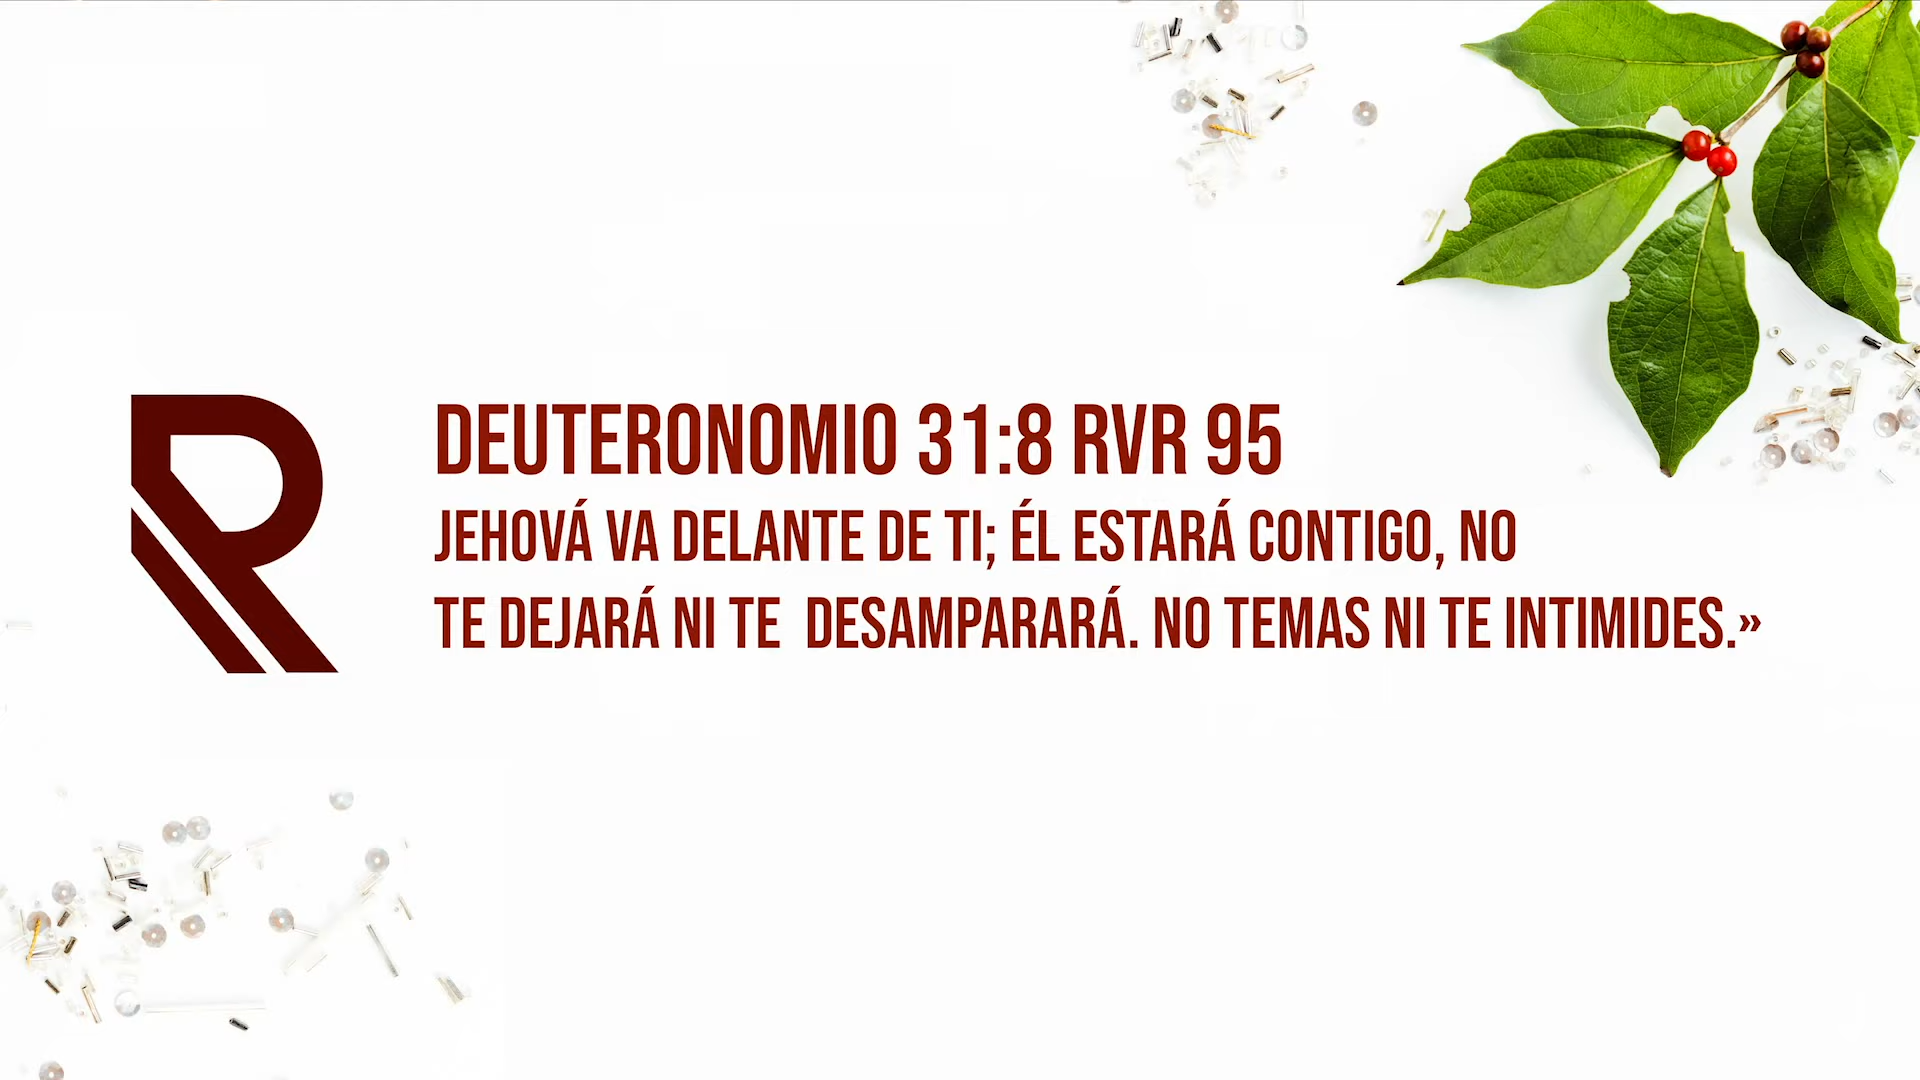 R
DEUTERONOMIO 31:8 RVR 95
JEHOVÁ VA DELANTE DE TI; ÉL ESTARÁ CONTIGO, NO
TE DEJARÁ NI TE  DESAMPARARÁ. NO TEMAS NI TE INTIMIDES.»